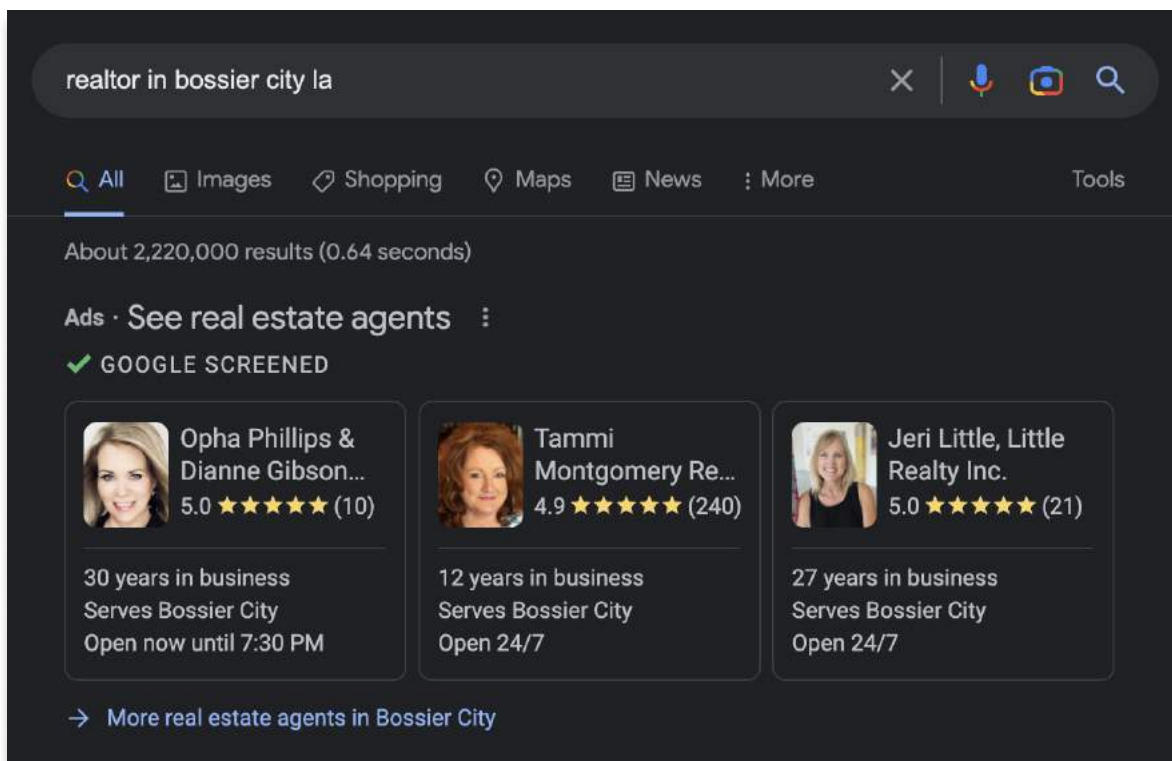 realtor in bossier city la
All Images Shopping Maps News More Tools
About 2,220,000 results (0.64 seconds)
Ads · See real estate agents
GOOGLE SCREENED
Opha Phillips &
Dianne Gibson...
5.0 ★★★★★ (10)
30 years in business
Serves Bossier City
Open now until 7:30 PM
Tammi
Montgomery Re...
4.9 ★★★★★ (240)
12 years in business
Serves Bossier City
Open 24/7
Jeri Little, Little
Realty Inc.
5.0 ★★★★★ (21)
27 years in business
Serves Bossier City
Open 24/7
→ More real estate agents in Bossier City